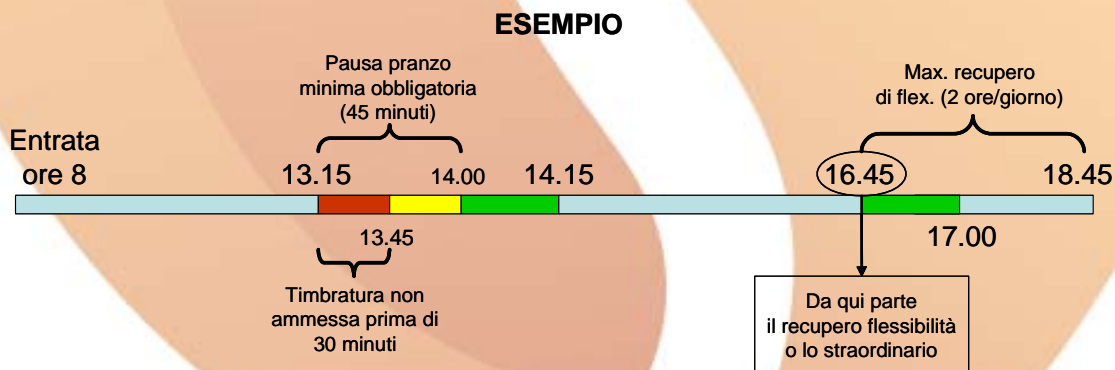 ESEMPIO
Pausa pranzo
minima obbligatoria
(45 minuti)
Max. recupero
di flex. (2 ore/giorno)
Entrata
ore 8
13.15
14.00
14.15
16.45
18.45
13.45
17.00
Timbratura non
ammessa prima di
30 minuti
Da qui parte
il recupero flessibilità
o lo straordinario